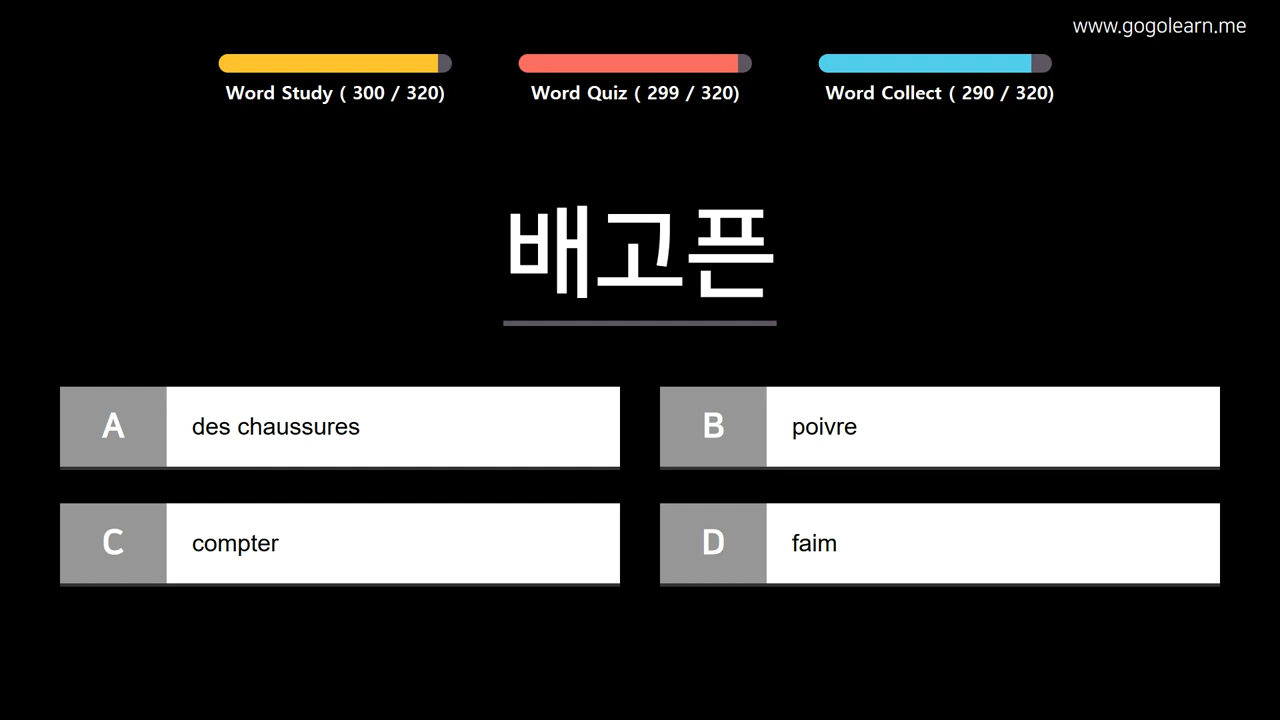 www.gogolearn.me
Word Study ( 300 / 320)
Word Quiz ( 299 / 320)
Word Collect ( 290 / 320)
배고픈
A des chaussures
B poivre
C compter
D faim